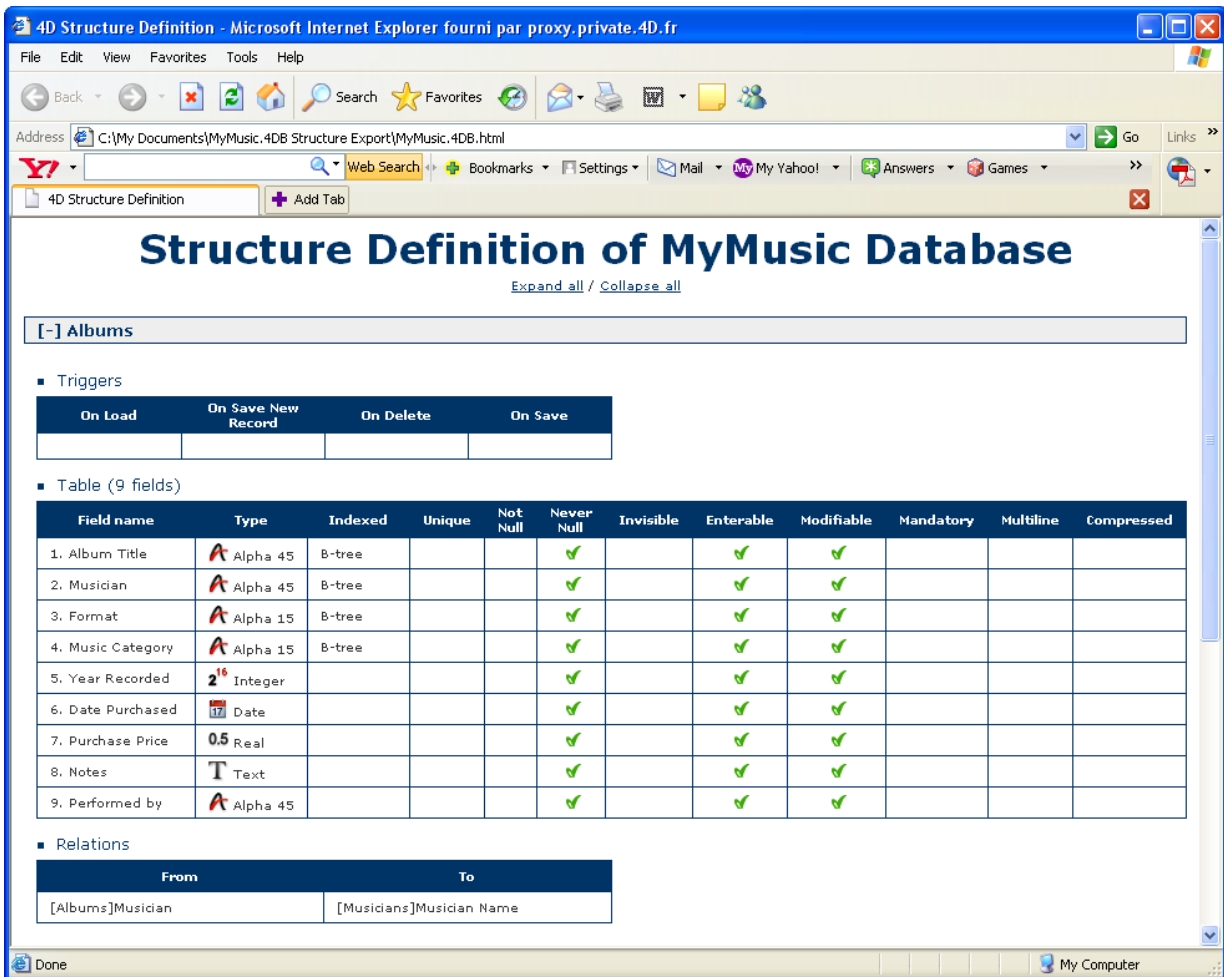 4D Structure Definition - Microsoft Internet Explorer fourni par proxy.private.4D.fr
File Edit View Favorites Tools Help
Back Search Favorites
Address C:\My Documents\MyMusic.4DB Structure Export\MyMusic.4DB.html Go Links »
Y! Web Search Bookmarks Settings Mail My My Yahoo! Answers Games »
4D Structure Definition Add Tab
Structure Definition of MyMusic Database
Expand all / Collapse all
[-] Albums
Triggers
On Load On Save New Record On Delete On Save
Table (9 fields)
Field name Type Indexed Unique Not Null Never Null Invisible Enterable Modifiable Mandatory Multiline Compressed
1. Album Title A Alpha 45 B-tree
2. Musician A Alpha 45 B-tree
3. Format A Alpha 15 B-tree
4. Music Category A Alpha 15 B-tree
5. Year Recorded 2^16 Integer
6. Date Purchased 17 Date
7. Purchase Price 0.5 Real
8. Notes T Text
9. Performed by A Alpha 45
Relations
From To
[Albums]Musician [Musicians]Musician Name
Done My Computer